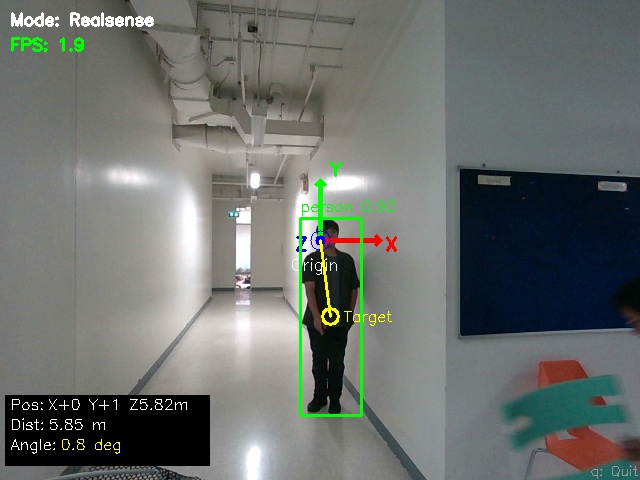 Mode: Realsense
FPS: 1.9
Y
person 0.90
Z
X
Origin
Target
Pos: X+0 Y+1 Z5.82m
Dist: 5.85 m
Angle: 0.8 deg
q: Quit